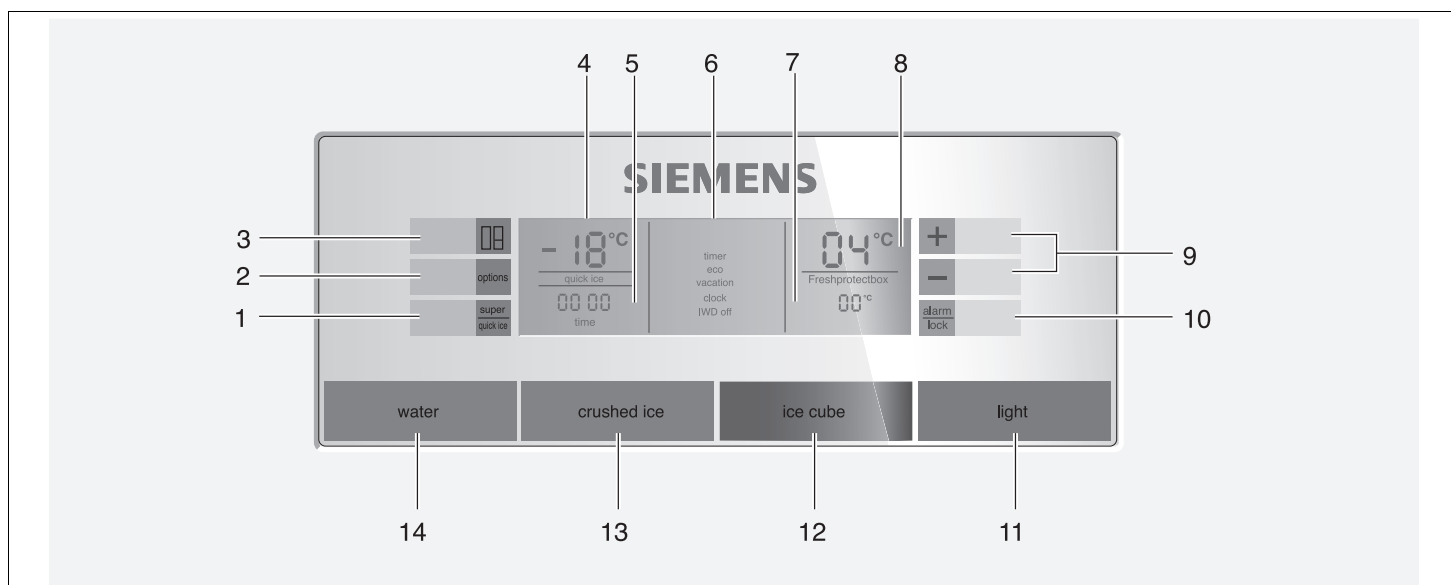 4 5 6 7 8
SIEMENS
3 - 18 °C 04 °C + 9
timer
eco
2 options quick ice vacation Freshprotectbox -
clock
1 super 00 00 IWD off 00 °C alarm 10
quick ice time lock
water crushed ice ice cube light
14 13 12 11